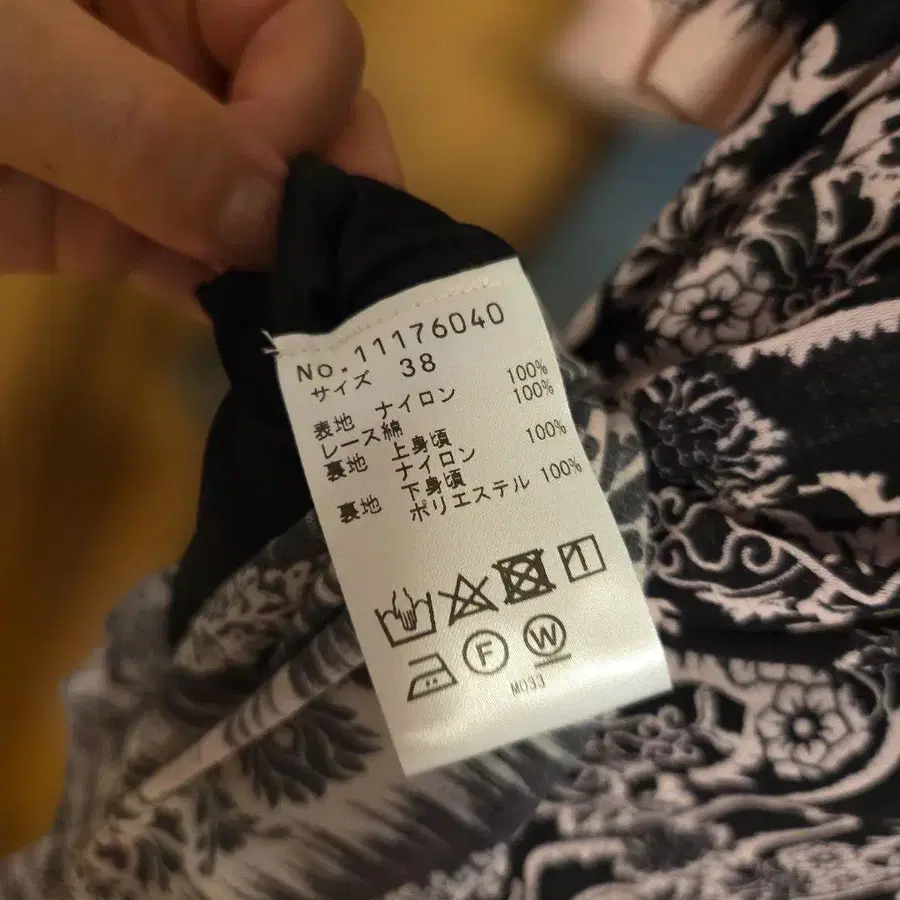 NO.11176040
サイズ 38
表地 ナイロン 100%
レース綿 100%
裏地 上身頃
ナイロン 100%
裏地 下身頃
ポリエステル 100%
F W
M033